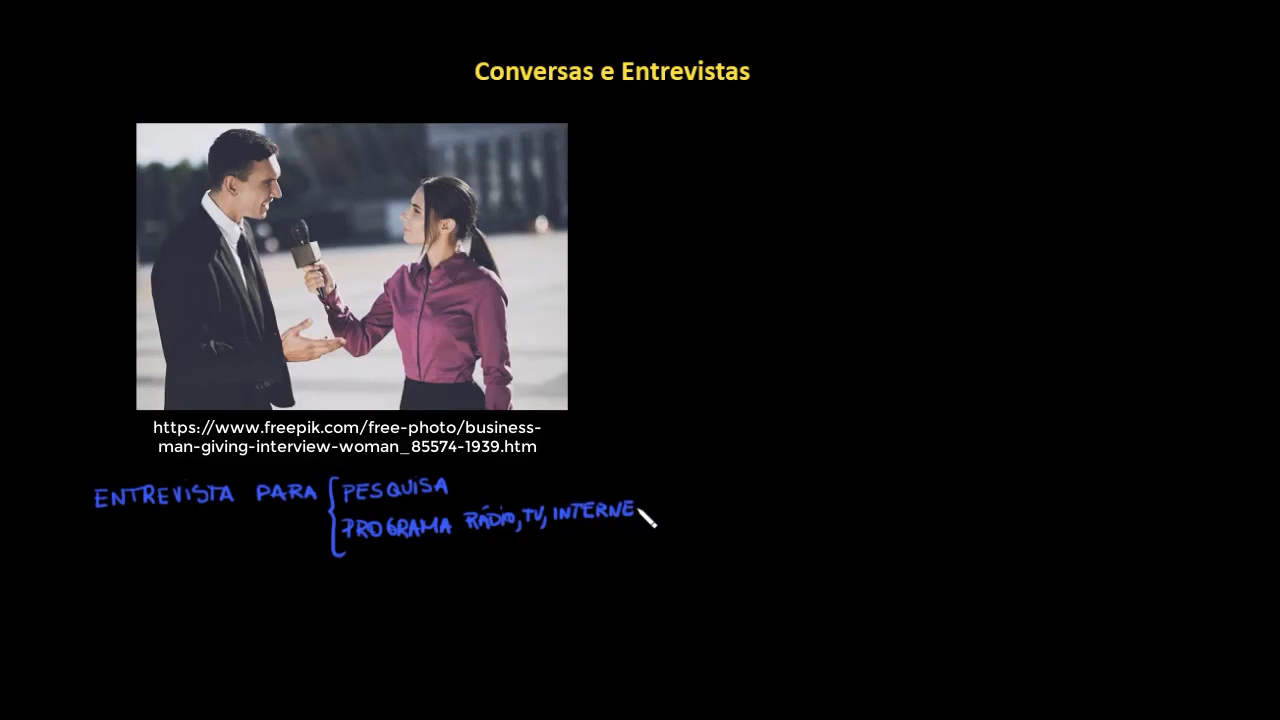 Conversas e Entrevistas
https://www.freepik.com/free-photo/business-
man-giving-interview-woman_85574-1939.htm
ENTREVISTA PARA { PESQUISA
PROGRAMA RÁDIO, TV, INTERNE